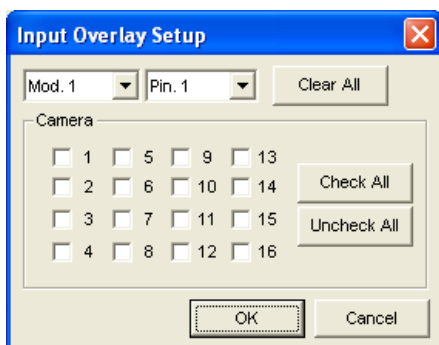 Input Overlay Setup
Mod. 1 Pin. 1 Clear All
Camera
1 5 9 13
2 6 10 14 Check All
3 7 11 15 Uncheck All
4 8 12 16
OK Cancel